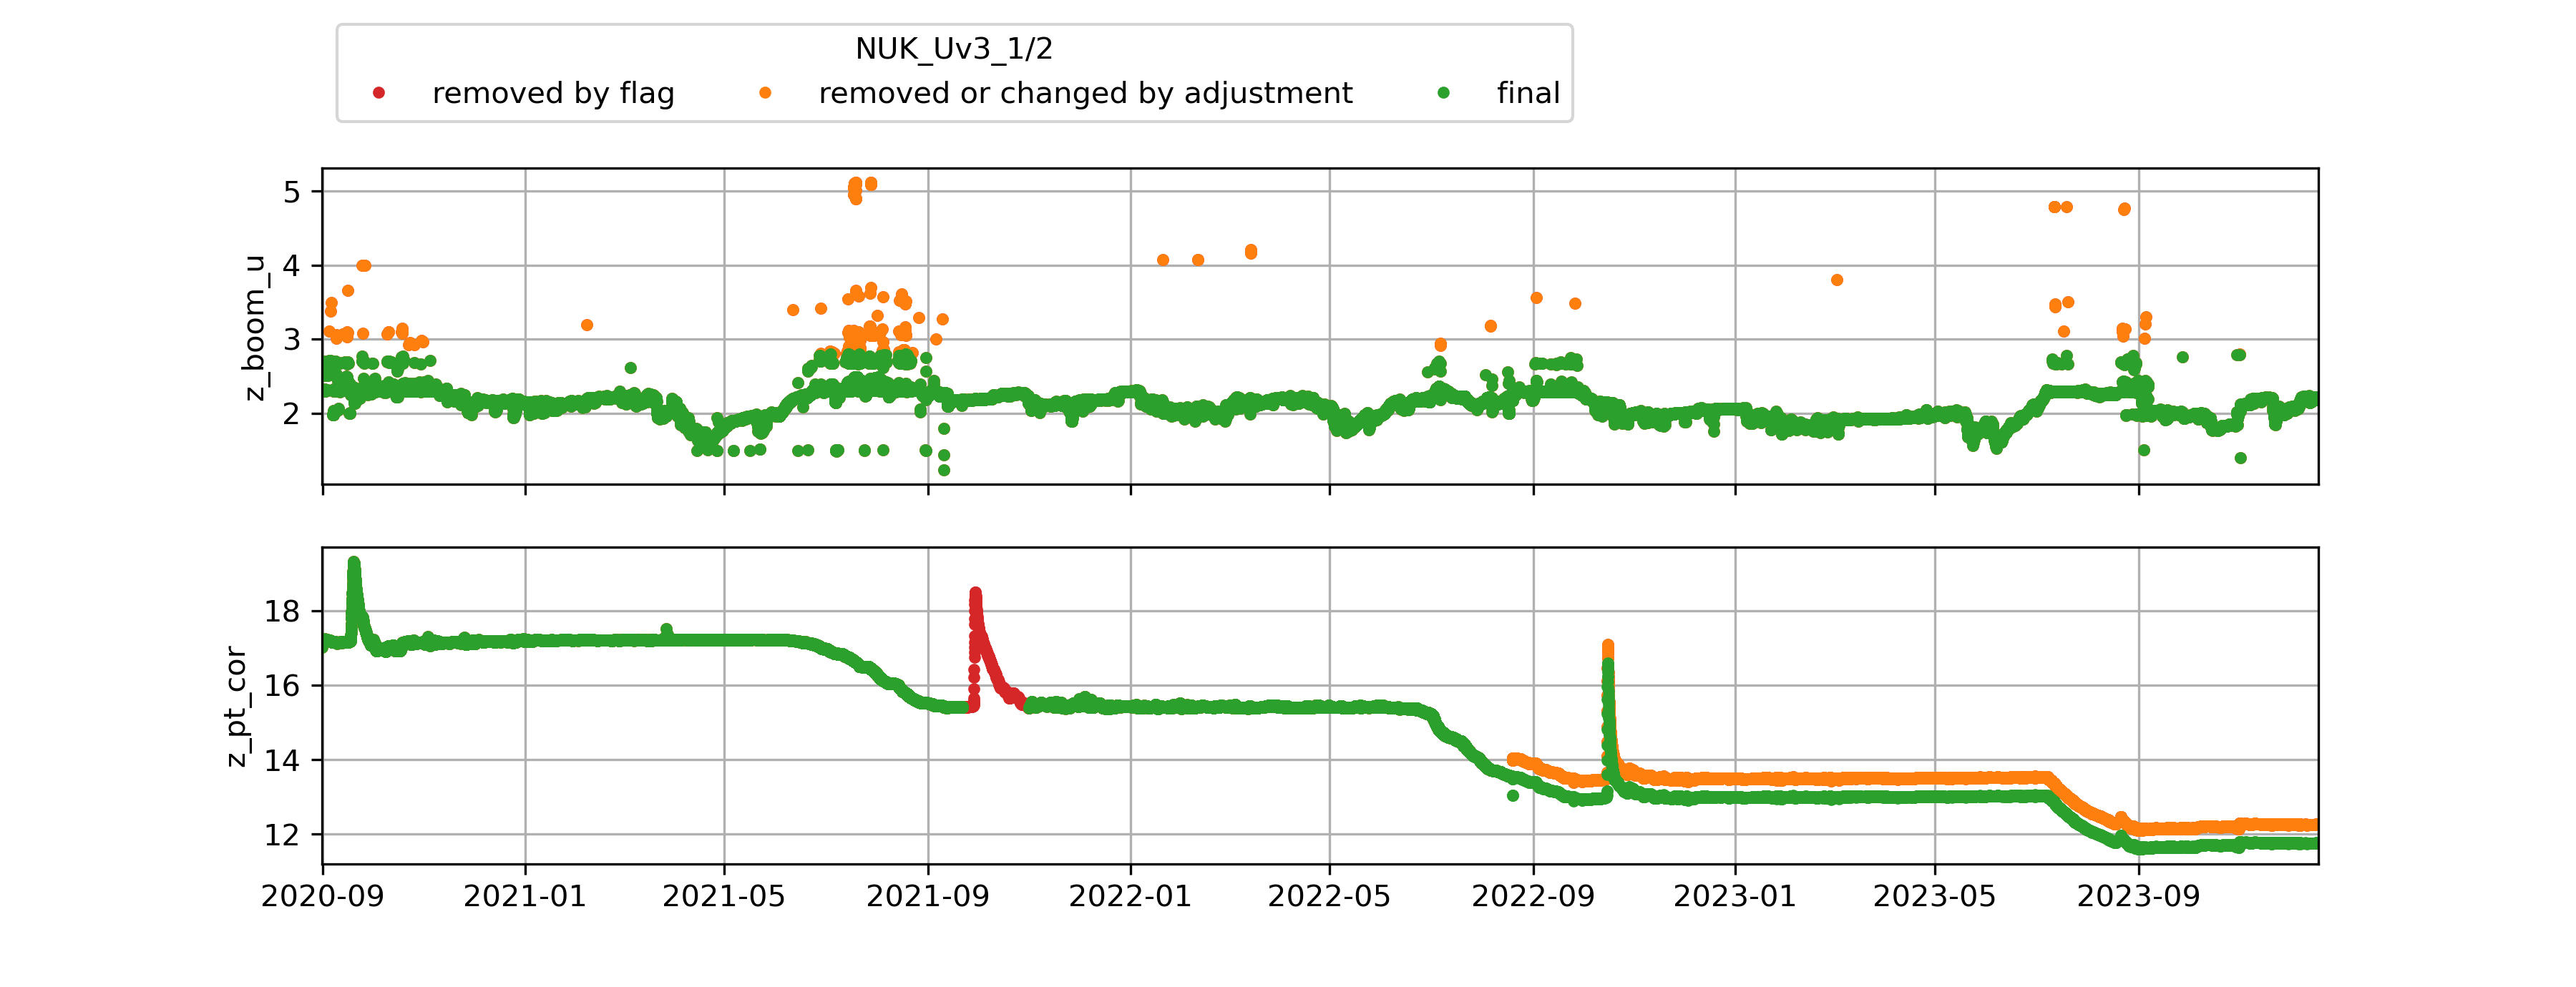 NUK_Uv3_1/2
removed by flag removed or changed by adjustment final
5
4
3
2
z_boom_u
18
16
14
12
z_pt_cor
2020-09 2021-01 2021-05 2021-09 2022-01 2022-05 2022-09 2023-01 2023-05 2023-09